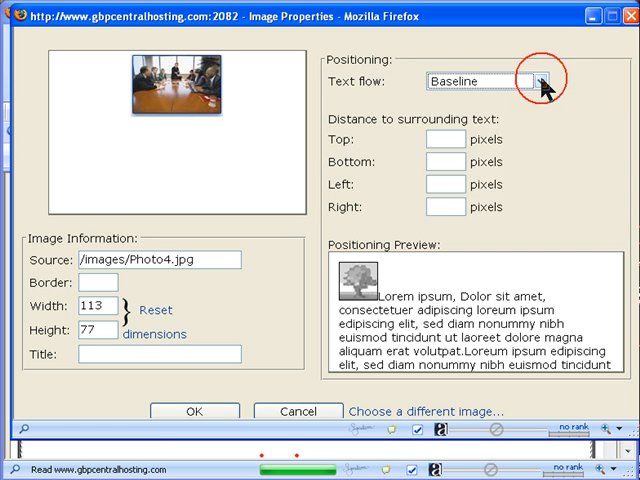 http://www.gbpcentralhosting.com:2082 - Image Properties - Mozilla Firefox
Positioning:
Text flow: Baseline
Distance to surrounding text:
Top: pixels
Bottom: pixels
Left: pixels
Right: pixels
Image Information:
Source: /images/Photo4.jpg
Border:
Width: 113 } Reset
Height: 77 dimensions
Title:
Positioning Preview:
Lorem ipsum, Dolor sit amet,
consectetuer adipiscing loreum ipsum
edipiscing elit, sed diam nonummy nibh
euismod tincidunt ut laoreet dolore magna
aliquam erat volutpat.Lorem ipsum edipiscing
elit, sed diam nonummy nibh euismod tincidunt
OK Cancel Choose a different image...
a no rank
Read www.gbpcentralhosting.com a no rank